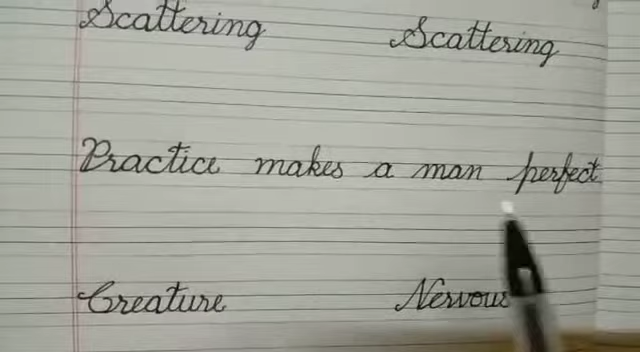 Scattering Scattering
Practice makes a man perfect
Creature Nervous